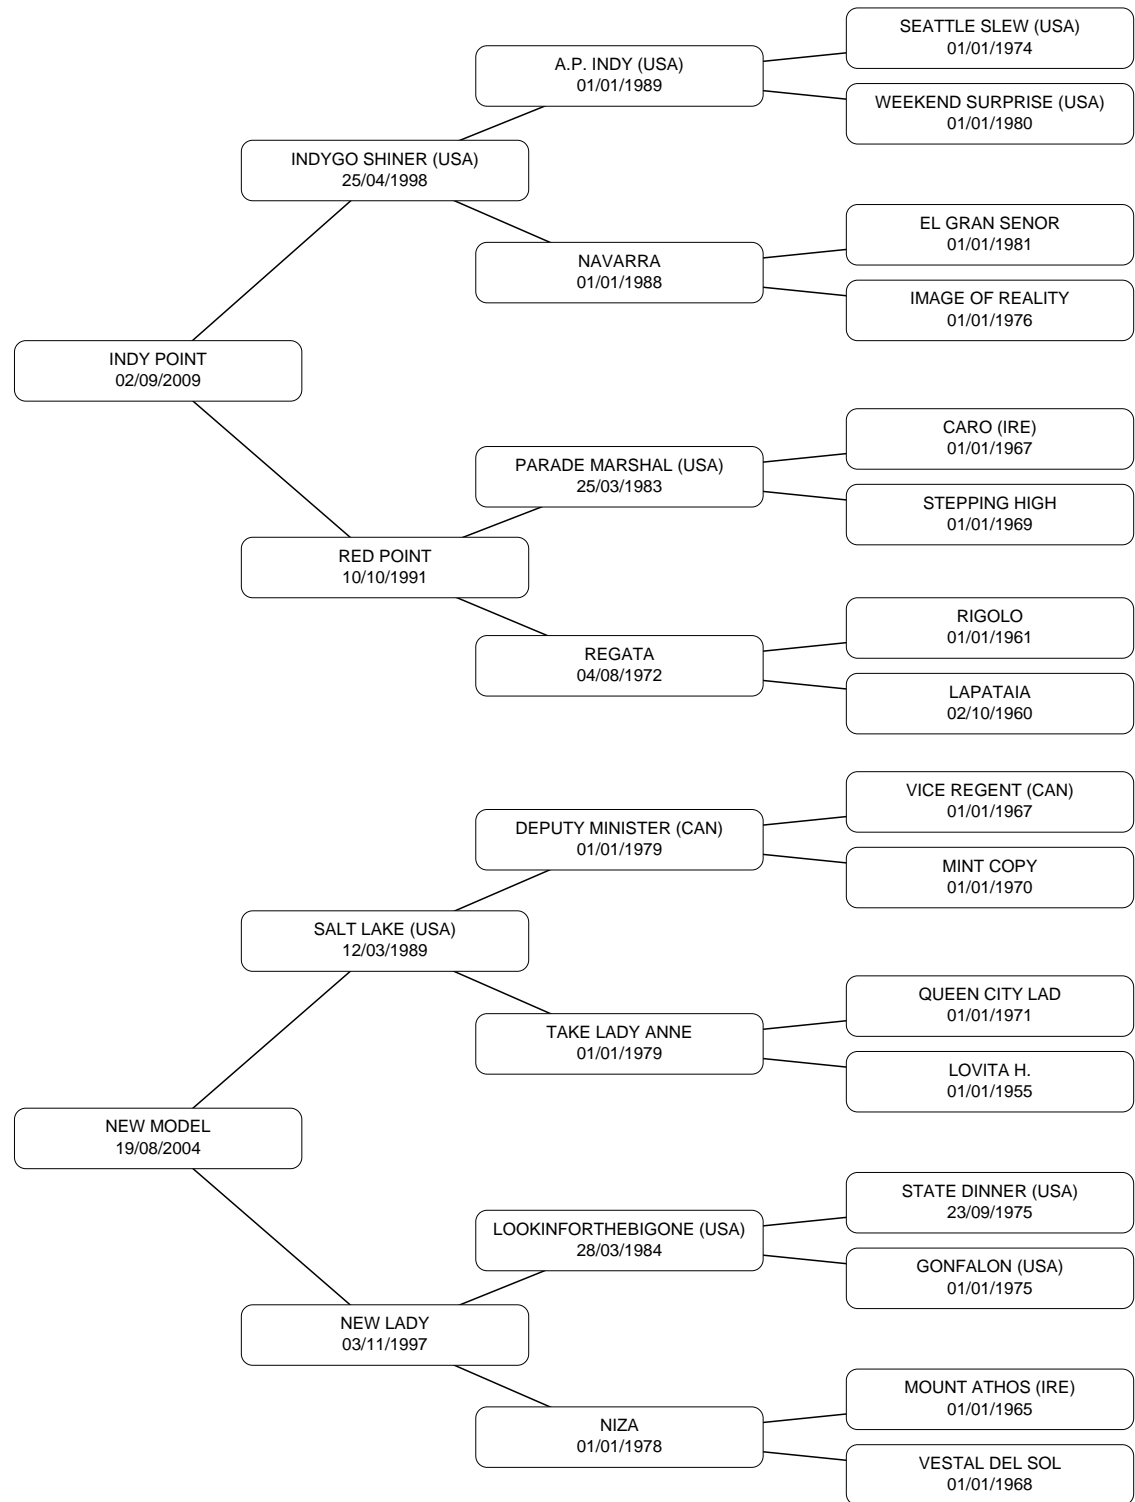 SEATTLE SLEW (USA)
01/01/1974
A.P. INDY (USA)
01/01/1989
WEEKEND SURPRISE (USA)
01/01/1980
INDYGO SHINER (USA)
25/04/1998
EL GRAN SENOR
01/01/1981
NAVARRA
01/01/1988
IMAGE OF REALITY
01/01/1976
INDY POINT
02/09/2009
CARO (IRE)
01/01/1967
PARADE MARSHAL (USA)
25/03/1983
STEPPING HIGH
01/01/1969
RED POINT
10/10/1991
RIGOLO
01/01/1961
REGATA
04/08/1972
LAPATAIA
02/10/1960
VICE REGENT (CAN)
01/01/1967
DEPUTY MINISTER (CAN)
01/01/1979
MINT COPY
01/01/1970
SALT LAKE (USA)
12/03/1989
QUEEN CITY LAD
01/01/1971
TAKE LADY ANNE
01/01/1979
LOVITA H.
01/01/1955
NEW MODEL
19/08/2004
STATE DINNER (USA)
23/09/1975
LOOKINFORTHEBIGONE (USA)
28/03/1984
GONFALON (USA)
01/01/1975
NEW LADY
03/11/1997
MOUNT ATHOS (IRE)
01/01/1965
NIZA
01/01/1978
VESTAL DEL SOL
01/01/1968